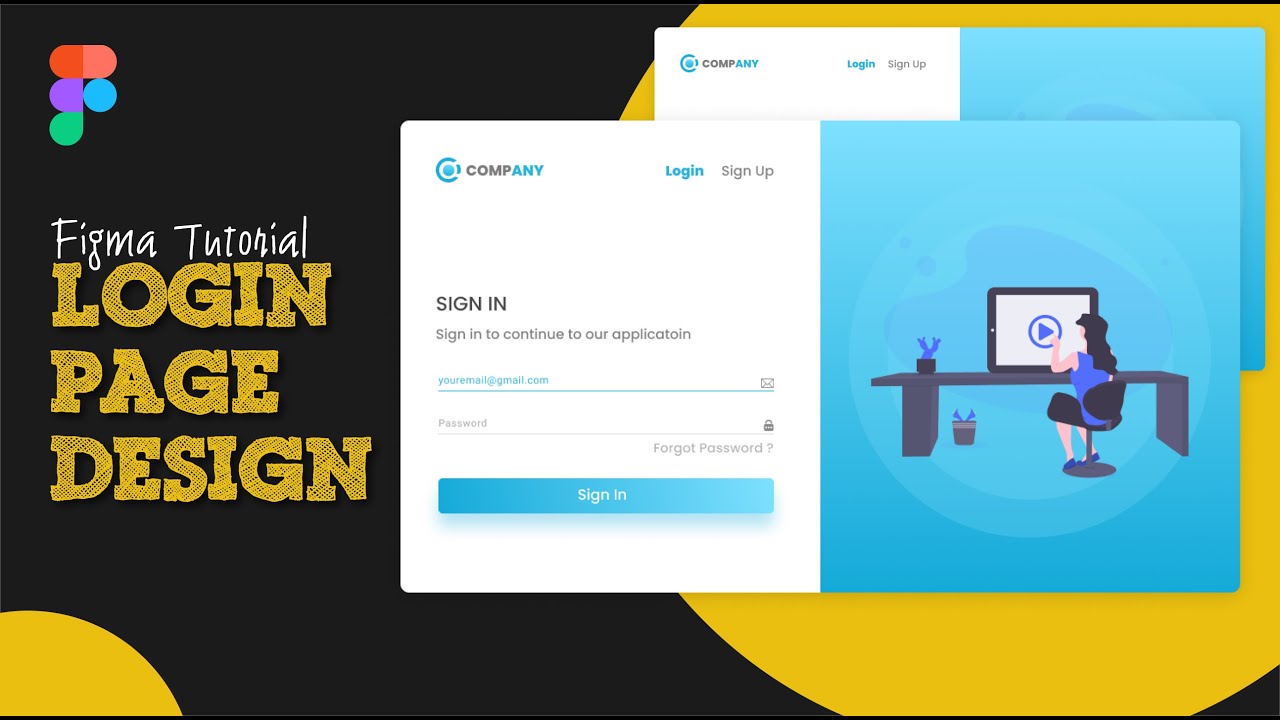 Figma Tutorial
LOGIN
PAGE
DESIGN
COMPANY Login Sign Up
COMPANY Login Sign Up
SIGN IN
Sign in to continue to our applicatoin
youremail@gmail.com
Password
Forgot Password ?
Sign In